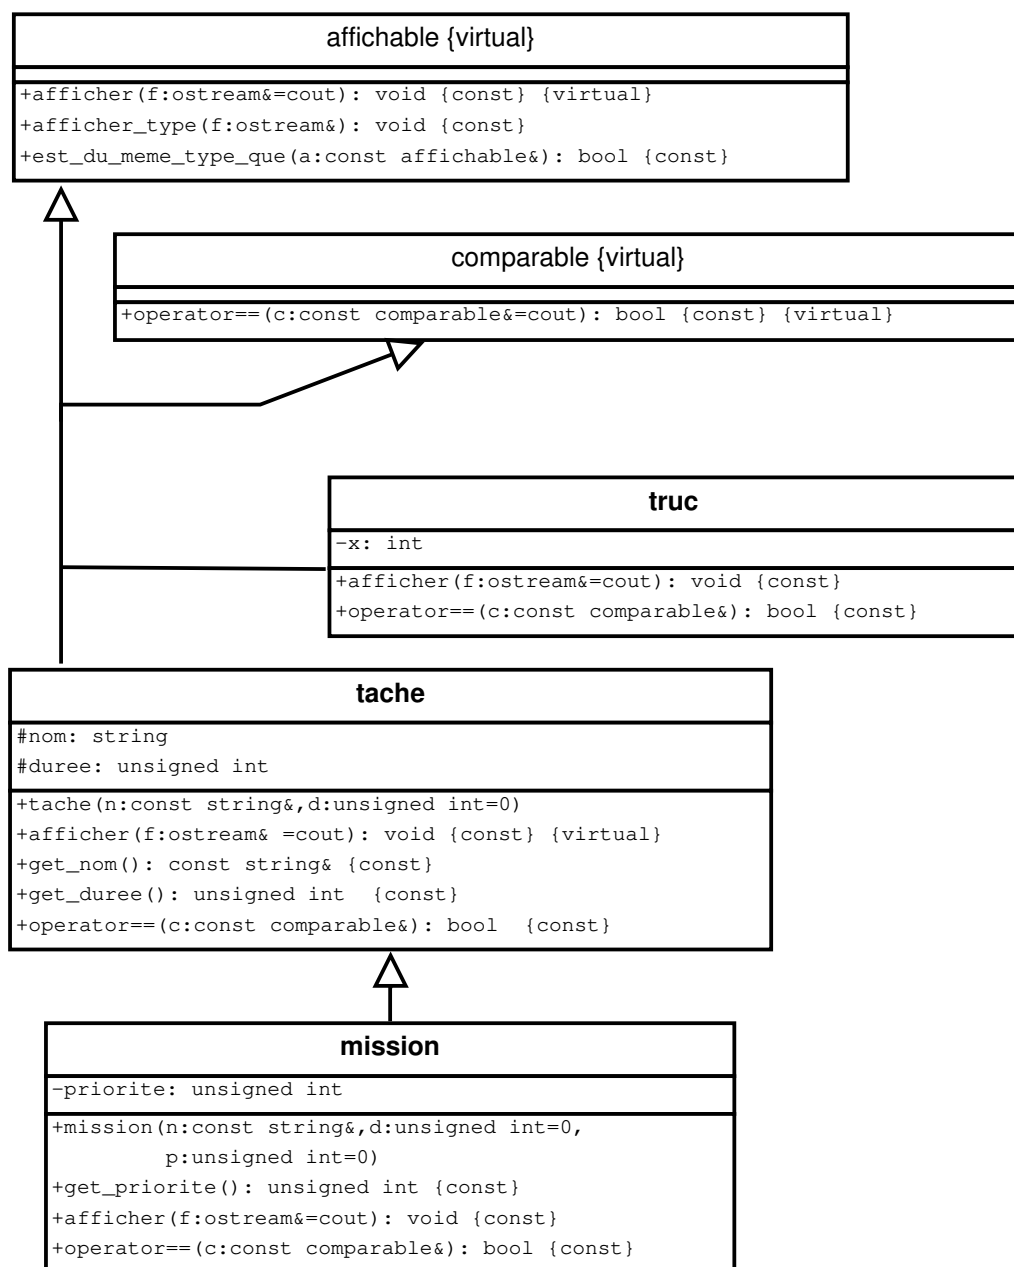 affichable {virtual}
+afficher(f:ostream&=cout): void {const} {virtual}
+afficher_type(f:ostream&): void {const}
+est_du_meme_type_que(a:const affichable&): bool {const}
comparable {virtual}
+operator==(c:const comparable&=cout): bool {const} {virtual}
truc
-x: int
+afficher(f:ostream&=cout): void {const}
+operator==(c:const comparable&): bool {const}
tache
#nom: string
#duree: unsigned int
+tache(n:const string&,d:unsigned int=0)
+afficher(f:ostream& =cout): void {const} {virtual}
+get_nom(): const string& {const}
+get_duree(): unsigned int  {const}
+operator==(c:const comparable&): bool  {const}
mission
-priorite: unsigned int
+mission(n:const string&,d:unsigned int=0,
p:unsigned int=0)
+get_priorite(): unsigned int {const}
+afficher(f:ostream&=cout): void {const}
+operator==(c:const comparable&): bool {const}